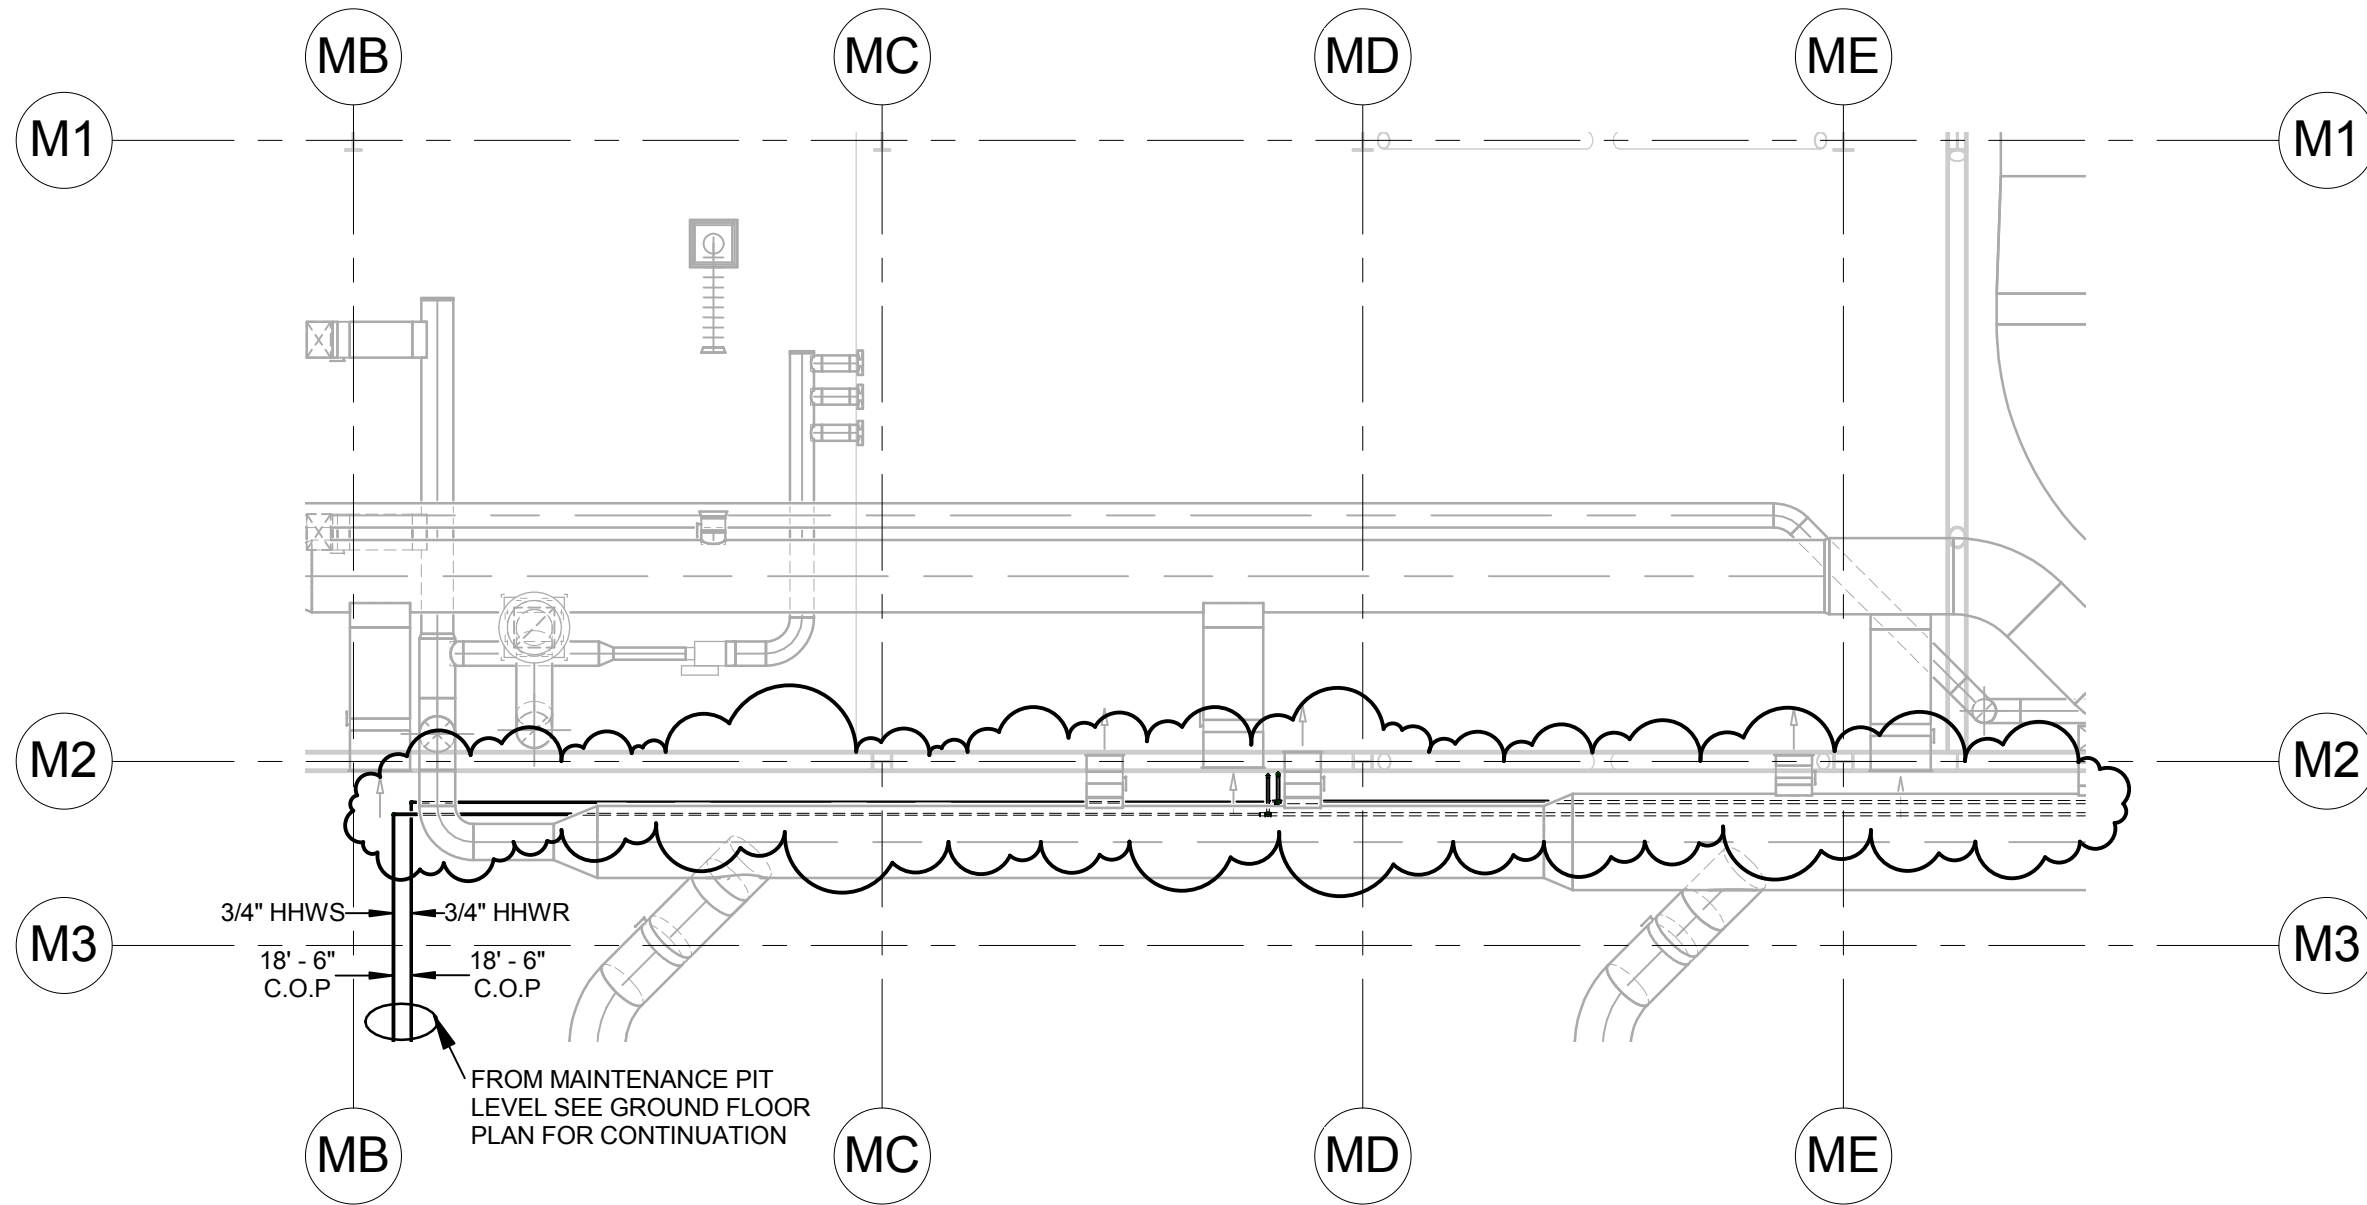 MB
MC
MD
ME
M1
M1
M2
M2
3/4" HHWS
3/4" HHWR
M3
M3
18' - 6"
C.O.P
18' - 6"
C.O.P
FROM MAINTENANCE PIT
LEVEL SEE GROUND FLOOR
PLAN FOR CONTINUATION
MB
MC
MD
ME